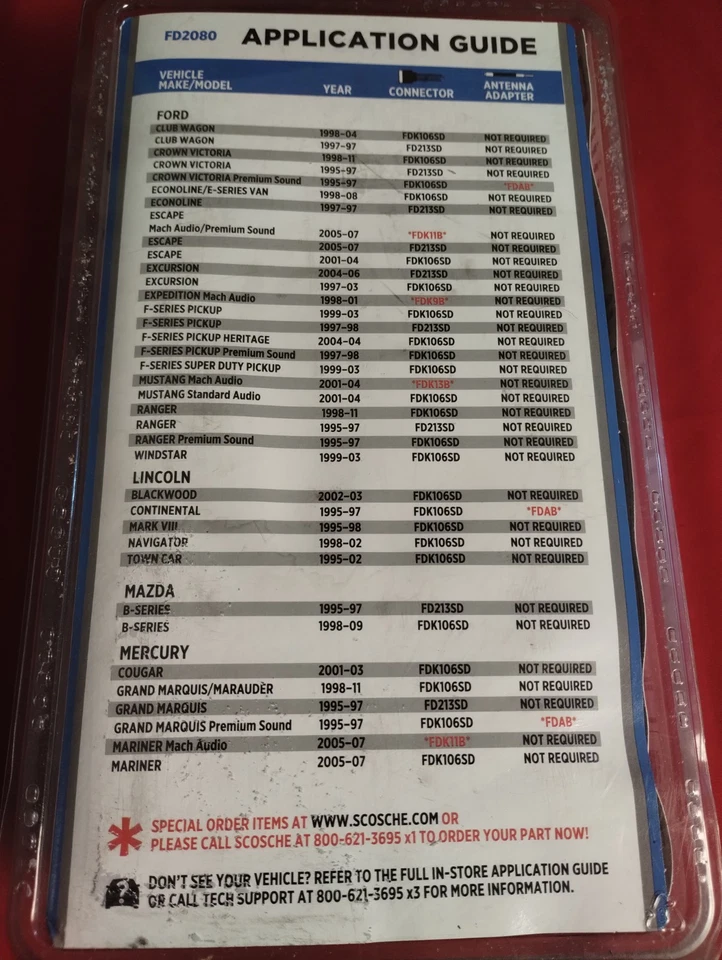 FD2080 APPLICATION GUIDE
VEHICLE MAKE/MODEL YEAR CONNECTOR ANTENNA ADAPTER
FORD
CLUB WAGON 1998-04 FDK106SD NOT REQUIRED
CLUB WAGON 1997-97 FD213SD NOT REQUIRED
CROWN VICTORIA 1998-11 FDK106SD NOT REQUIRED
CROWN VICTORIA 1995-97 FD213SD NOT REQUIRED
CROWN VICTORIA Premium Sound 1995-97 FDK106SD *FDAB*
ECONOLINE/E-SERIES VAN 1998-08 FDK106SD NOT REQUIRED
ECONOLINE 1997-97 FD213SD NOT REQUIRED
ESCAPE
Mach Audio/Premium Sound 2005-07 *FDK11B* NOT REQUIRED
ESCAPE 2005-07 FD213SD NOT REQUIRED
ESCAPE 2001-04 FDK106SD NOT REQUIRED
EXCURSION 2004-06 FD213SD NOT REQUIRED
EXCURSION 1997-03 FDK106SD NOT REQUIRED
EXPEDITION Mach Audio 1998-01 *FDK9B* NOT REQUIRED
F-SERIES PICKUP 1999-03 FDK106SD NOT REQUIRED
F-SERIES PICKUP 1997-98 FD213SD NOT REQUIRED
F-SERIES PICKUP HERITAGE 2004-04 FDK106SD NOT REQUIRED
F-SERIES PICKUP Premium Sound 1997-98 FDK106SD NOT REQUIRED
F-SERIES SUPER DUTY PICKUP 1999-03 FDK106SD NOT REQUIRED
MUSTANG Mach Audio 2001-04 *FDK13B* NOT REQUIRED
MUSTANG Standard Audio 2001-04 FDK106SD NOT REQUIRED
RANGER 1998-11 FDK106SD NOT REQUIRED
RANGER 1995-97 FD213SD NOT REQUIRED
RANGER Premium Sound 1995-97 FDK106SD NOT REQUIRED
WINDSTAR 1999-03 FDK106SD NOT REQUIRED
LINCOLN
BLACKWOOD 2002-03 FDK106SD NOT REQUIRED
CONTINENTAL 1995-97 FDK106SD *FDAB*
MARK VIII 1995-98 FDK106SD NOT REQUIRED
NAVIGATOR 1998-02 FDK106SD NOT REQUIRED
TOWN CAR 1995-02 FDK106SD NOT REQUIRED
MAZDA
B-SERIES 1995-97 FD213SD NOT REQUIRED
B-SERIES 1998-09 FDK106SD NOT REQUIRED
MERCURY
COUGAR 2001-03 FDK106SD NOT REQUIRED
GRAND MARQUIS/MARAUDER 1998-11 FDK106SD NOT REQUIRED
GRAND MARQUIS 1995-97 FD213SD NOT REQUIRED
GRAND MARQUIS Premium Sound 1995-97 FDK106SD *FDAB*
MARINER Mach Audio 2005-07 *FDK11B* NOT REQUIRED
MARINER 2005-07 FDK106SD NOT REQUIRED
SPECIAL ORDER ITEMS AT WWW.SCOSCHE.COM OR
PLEASE CALL SCOSCHE AT 800-621-3695 x1 TO ORDER YOUR PART NOW!
DON'T SEE YOUR VEHICLE? REFER TO THE FULL IN-STORE APPLICATION GUIDE
OR CALL TECH SUPPORT AT 800-621-3695 x3 FOR MORE INFORMATION.